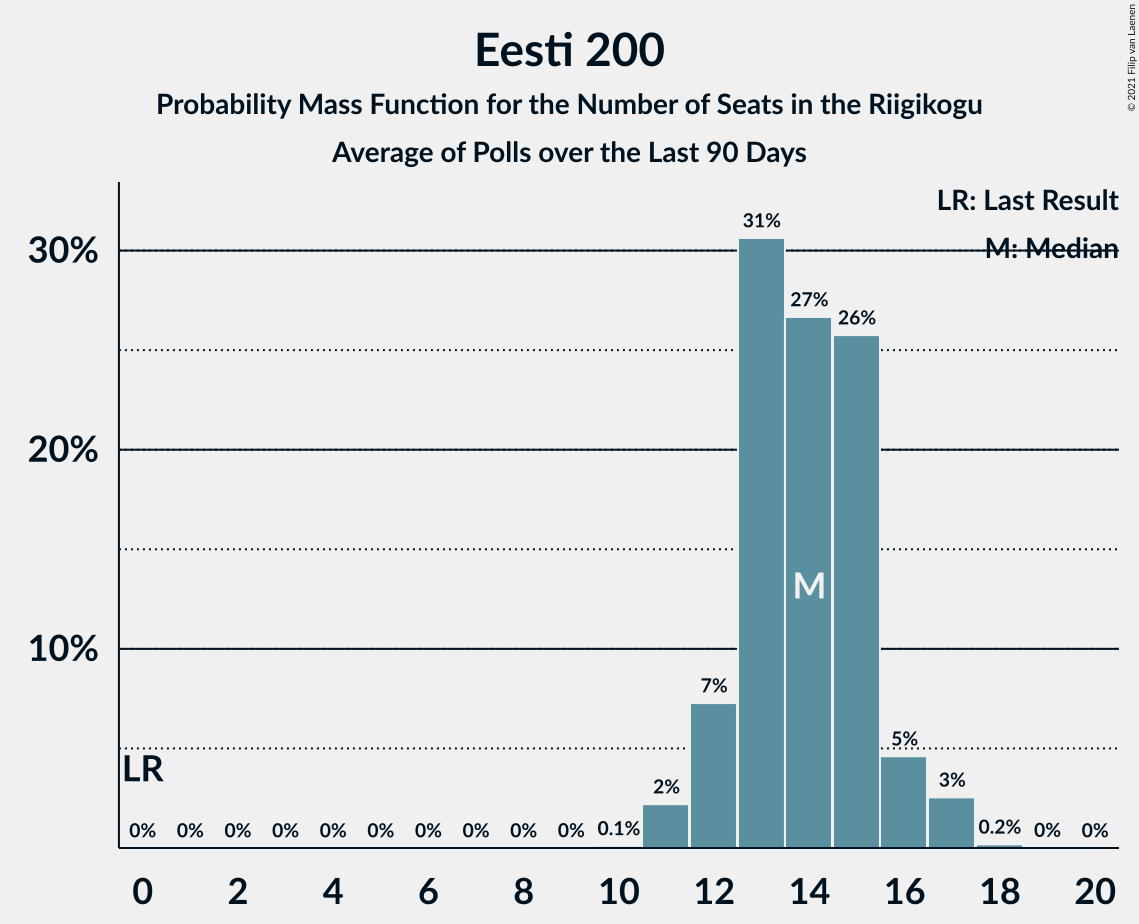 © 2021 Filip van Laenen
Eesti 200
Probability Mass Function for the Number of Seats in the Riigikogu
Average of Polls over the Last 90 Days
LR: Last Result
M: Median
30%
20%
10%
31%
27%
26%
M
7%
5%
LR
2%
3%
0% 0% 0% 0% 0% 0% 0% 0% 0% 0% 0.1% 0.2% 0% 0%
0 2 4 6 8 10 12 14 16 18 20